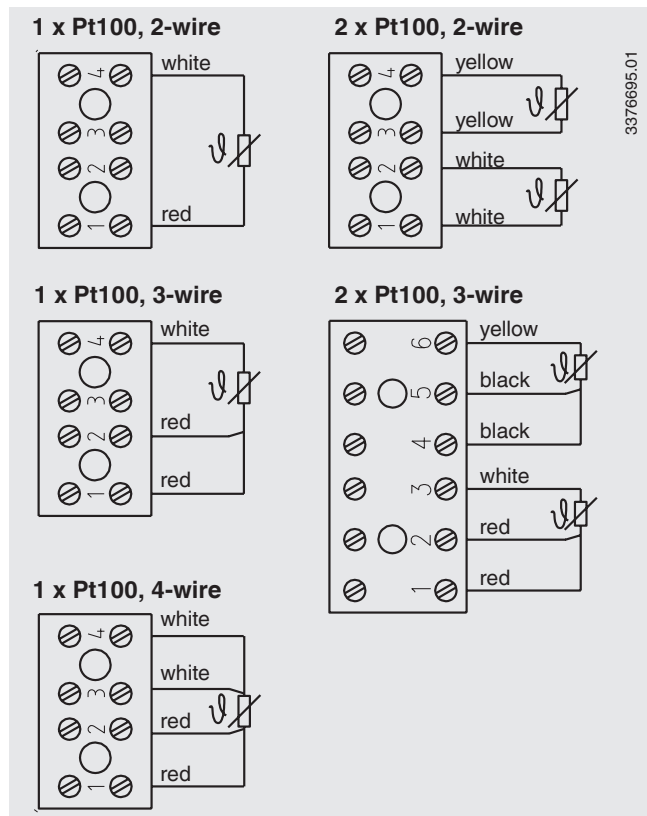 1 x Pt100, 2-wire
4
3
2
1
white
red
2 x Pt100, 2-wire
4
3
2
1
yellow
yellow
white
white
3376695.01
1 x Pt100, 3-wire
4
3
2
1
white
red
red
2 x Pt100, 3-wire
6
5
4
3
2
1
yellow
black
black
white
red
red
1 x Pt100, 4-wire
4
3
2
1
white
white
red
red
ϑ
ϑ
ϑ
ϑ
ϑ
ϑ
ϑ